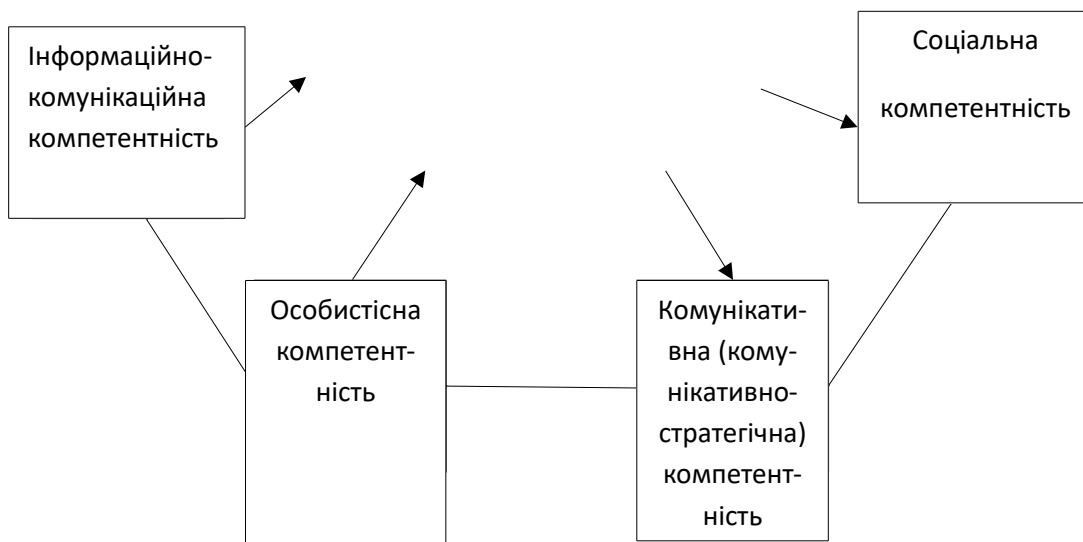 Інформаційно-
комунікаційна
компетентність
Соціальна
компетентність
Особистісна
компетент-
ність
Комунікати-
вна (кому-
нікативно-
стратегічна)
компетент-
ність